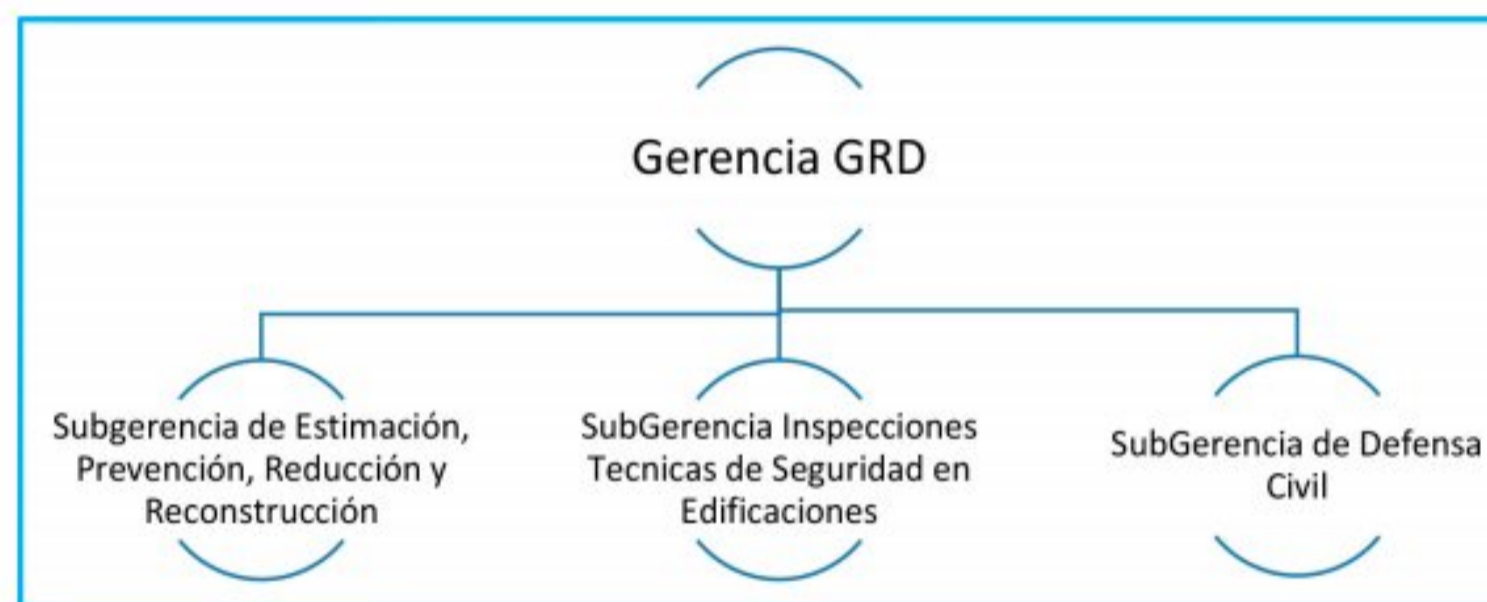 Gerencia GRD
Subgerencia de Estimación,
Prevención, Reducción y
Reconstrucción
SubGerencia Inspecciones
Tecnicas de Seguridad en
Edificaciones
SubGerencia de Defensa
Civil